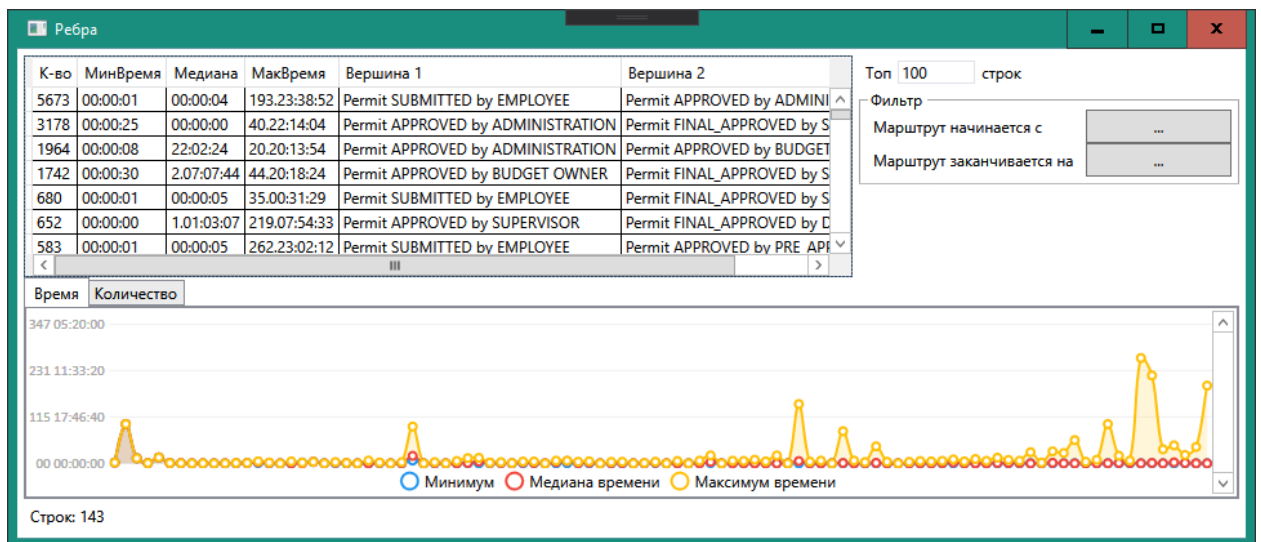 Ребра
К-во МинВремя Медиана МакВремя Вершина 1 Вершина 2
5673 00:00:01 00:00:04 193.23:38:52 Permit SUBMITTED by EMPLOYEE Permit APPROVED by ADMINI
3178 00:00:25 00:00:00 40.22:14:04 Permit APPROVED by ADMINISTRATION Permit FINAL_APPROVED by S
1964 00:00:08 22:02:24 20.20:13:54 Permit APPROVED by ADMINISTRATION Permit APPROVED by BUDGET
1742 00:00:30 2.07:07:44 44.20:18:24 Permit APPROVED by BUDGET OWNER Permit FINAL_APPROVED by S
680 00:00:01 00:00:05 35.00:31:29 Permit SUBMITTED by EMPLOYEE Permit FINAL_APPROVED by S
652 00:00:00 1.01:03:07 219.07:54:33 Permit APPROVED by SUPERVISOR Permit FINAL_APPROVED by D
583 00:00:01 00:00:05 262.23:02:12 Permit SUBMITTED by EMPLOYEE Permit APPROVED by PRE_APF
Топ 100 строк
Фильтр
Марштрут начинается с ...
Марштрут заканчивается на ...
Время Количество
347 05:20:00
231 11:33:20
115 17:46:40
00 00:00:00
Минимум Медиана времени Максимум времени
Строк: 143